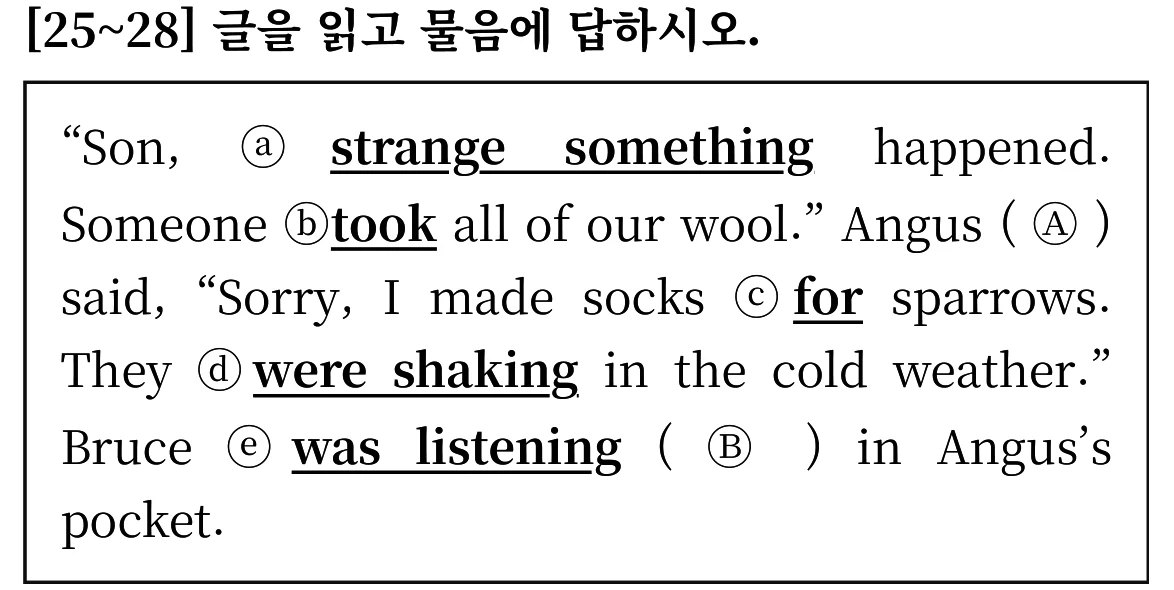 [25~28] 글을 읽고 물음에 답하시오.
“Son, ⓐ strange something happened.
Someone ⓑtook all of our wool.” Angus ( Ⓐ )
said, “Sorry, I made socks ⓒ for sparrows.
They ⓓ were shaking in the cold weather.”
Bruce ⓔ was listening ( Ⓑ ) in Angus’s
pocket.